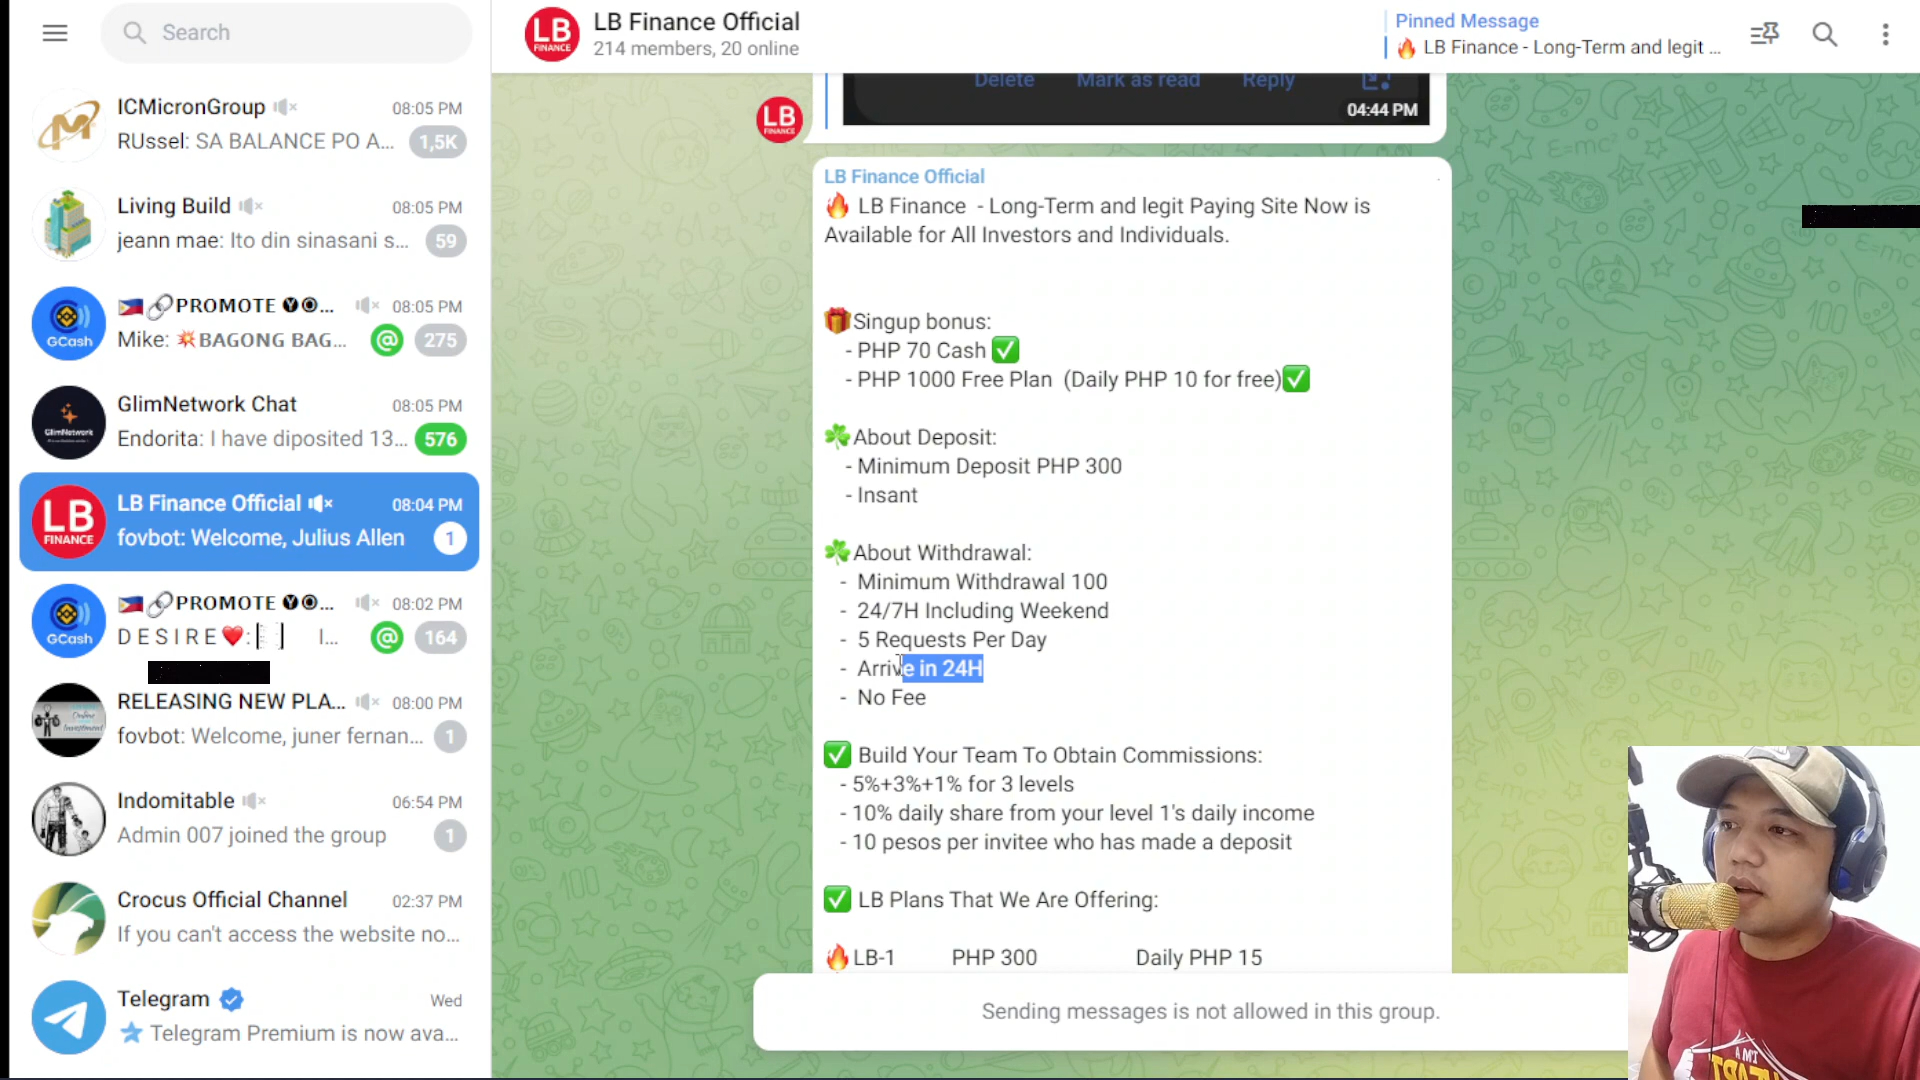 Search
ICMicronGroup
08:05 PM
RUssel: SA BALANCE PO A...
1,5K
Living Build
08:05 PM
jeann mae: Ito din sinasani s...
59
🇵🇭🔗PROMOTE 🅨🅞...
08:05 PM
Mike: 💥BAGONG BAG...
@
275
GCash
GlimNetwork Chat
08:05 PM
Endorita: I have diposited 13...
576
GlimNetwork
LB Finance Official
08:04 PM
fovbot: Welcome, Julius Allen
1
LB
FINANCE
🇵🇭🔗PROMOTE 🅨🅞...
08:02 PM
D E S I R E❤️:
@
164
GCash
RELEASING NEW PLA...
08:00 PM
fovbot: Welcome, juner fernan...
1
Indomitable
06:54 PM
Admin 007 joined the group
1
Crocus Official Channel
02:37 PM
If you can't access the website no...
Telegram
Wed
Telegram Premium is now ava...
LB
FINANCE
LB Finance Official
214 members, 20 online
Pinned Message
🔥 LB Finance - Long-Term and legit ...
Delete Mark as read Reply
04:44 PM
LB
FINANCE
LB Finance Official
🔥 LB Finance - Long-Term and legit Paying Site Now is
Available for All Investors and Individuals.
🎁Singup bonus:
- PHP 70 Cash ✅
- PHP 1000 Free Plan (Daily PHP 10 for free)✅
☘️About Deposit:
- Minimum Deposit PHP 300
- Insant
☘️About Withdrawal:
- Minimum Withdrawal 100
- 24/7H Including Weekend
- 5 Requests Per Day
- Arrive in 24H
- No Fee
✅ Build Your Team To Obtain Commissions:
- 5%+3%+1% for 3 levels
- 10% daily share from your level 1's daily income
- 10 pesos per invitee who has made a deposit
✅ LB Plans That We Are Offering:
🔥LB-1 PHP 300 Daily PHP 15
Sending messages is not allowed in this group.